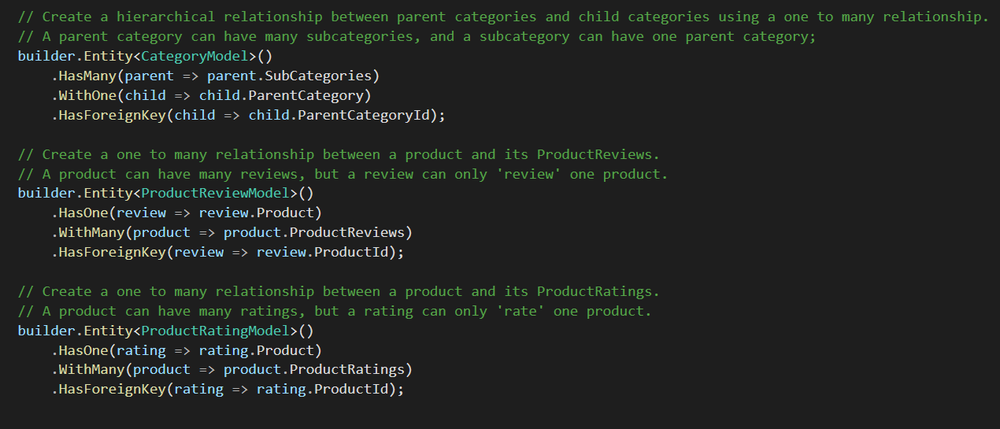 // Create a hierarchical relationship between parent categories and child categories using a one to many relationship.
// A parent category can have many subcategories, and a subcategory can have one parent category;
builder.Entity<CategoryModel>()
    .HasMany(parent => parent.SubCategories)
    .WithOne(child => child.ParentCategory)
    .HasForeignKey(child => child.ParentCategoryId);

// Create a one to many relationship between a product and its ProductReviews.
// A product can have many reviews, but a review can only 'review' one product.
builder.Entity<ProductReviewModel>()
    .HasOne(review => review.Product)
    .WithMany(product => product.ProductReviews)
    .HasForeignKey(review => review.ProductId);

// Create a one to many relationship between a product and its ProductRatings.
// A product can have many ratings, but a rating can only 'rate' one product.
builder.Entity<ProductRatingModel>()
    .HasOne(rating => rating.Product)
    .WithMany(product => product.ProductRatings)
    .HasForeignKey(rating => rating.ProductId);